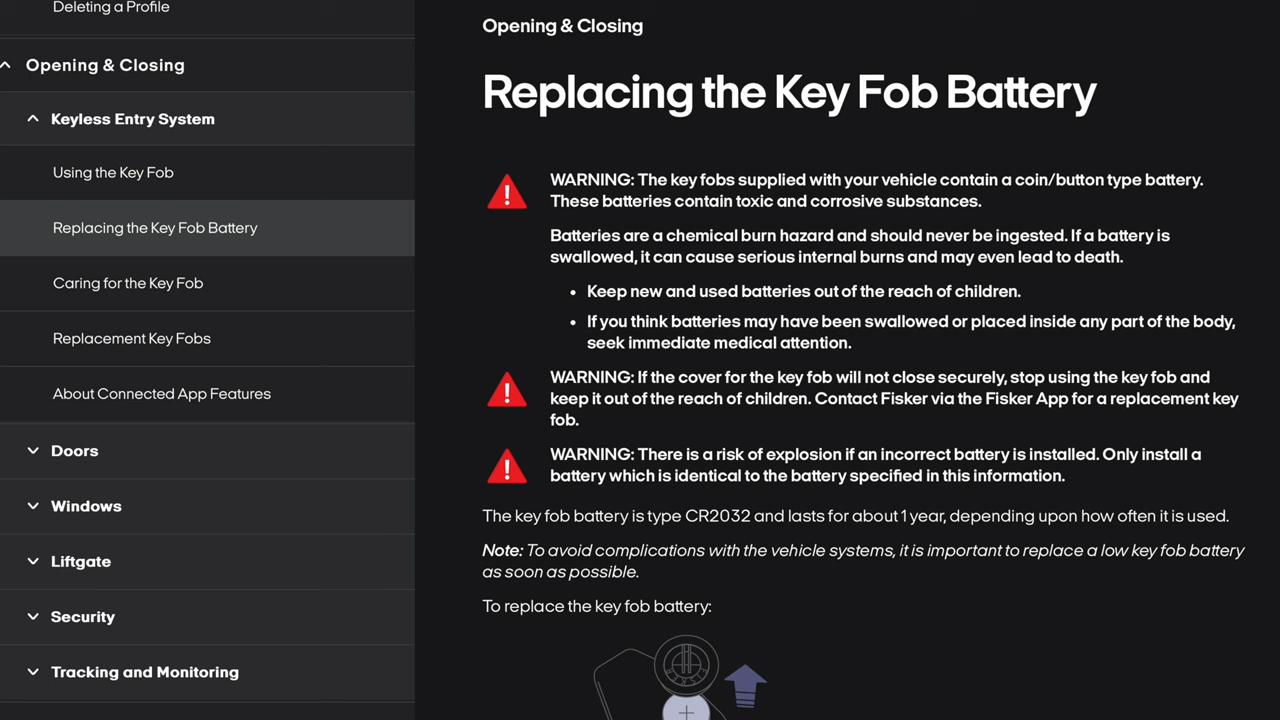 Deleting a Profile
Opening & Closing
Keyless Entry System
Using the Key Fob
Replacing the Key Fob Battery
Caring for the Key Fob
Replacement Key Fobs
About Connected App Features
Doors
Windows
Liftgate
Security
Tracking and Monitoring
Opening & Closing
Replacing the Key Fob Battery
WARNING: The key fobs supplied with your vehicle contain a coin/button type battery.
These batteries contain toxic and corrosive substances.
Batteries are a chemical burn hazard and should never be ingested. If a battery is
swallowed, it can cause serious internal burns and may even lead to death.
• Keep new and used batteries out of the reach of children.
• If you think batteries may have been swallowed or placed inside any part of the body,
seek immediate medical attention.
WARNING: If the cover for the key fob will not close securely, stop using the key fob and
keep it out of the reach of children. Contact Fisker via the Fisker App for a replacement key
fob.
WARNING: There is a risk of explosion if an incorrect battery is installed. Only install a
battery which is identical to the battery specified in this information.
The key fob battery is type CR2032 and lasts for about 1 year, depending upon how often it is used.
Note: To avoid complications with the vehicle systems, it is important to replace a low key fob battery
as soon as possible.
To replace the key fob battery:
FISKER